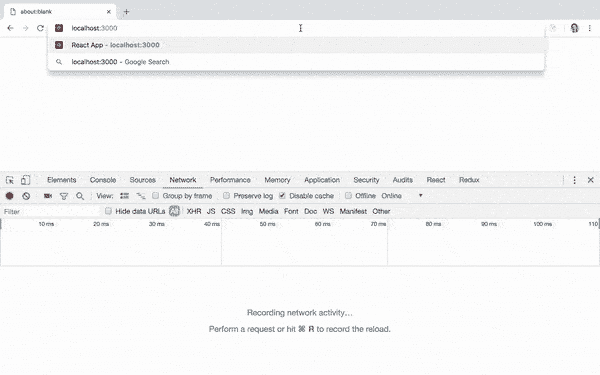 about:blank
localhost:3000
React App - localhost:3000
localhost:3000 - Google Search
Elements Console Sources Network Performance Memory Application Security Audits React Redux
View: Group by frame Preserve log Disable cache Offline Online
Filter Hide data URLs All XHR JS CSS Img Media Font Doc WS Manifest Other
10 ms 20 ms 30 ms 40 ms 50 ms 60 ms 70 ms 80 ms 90 ms 100 ms 110
Recording network activity…
Perform a request or hit ⌘ R to record the reload.